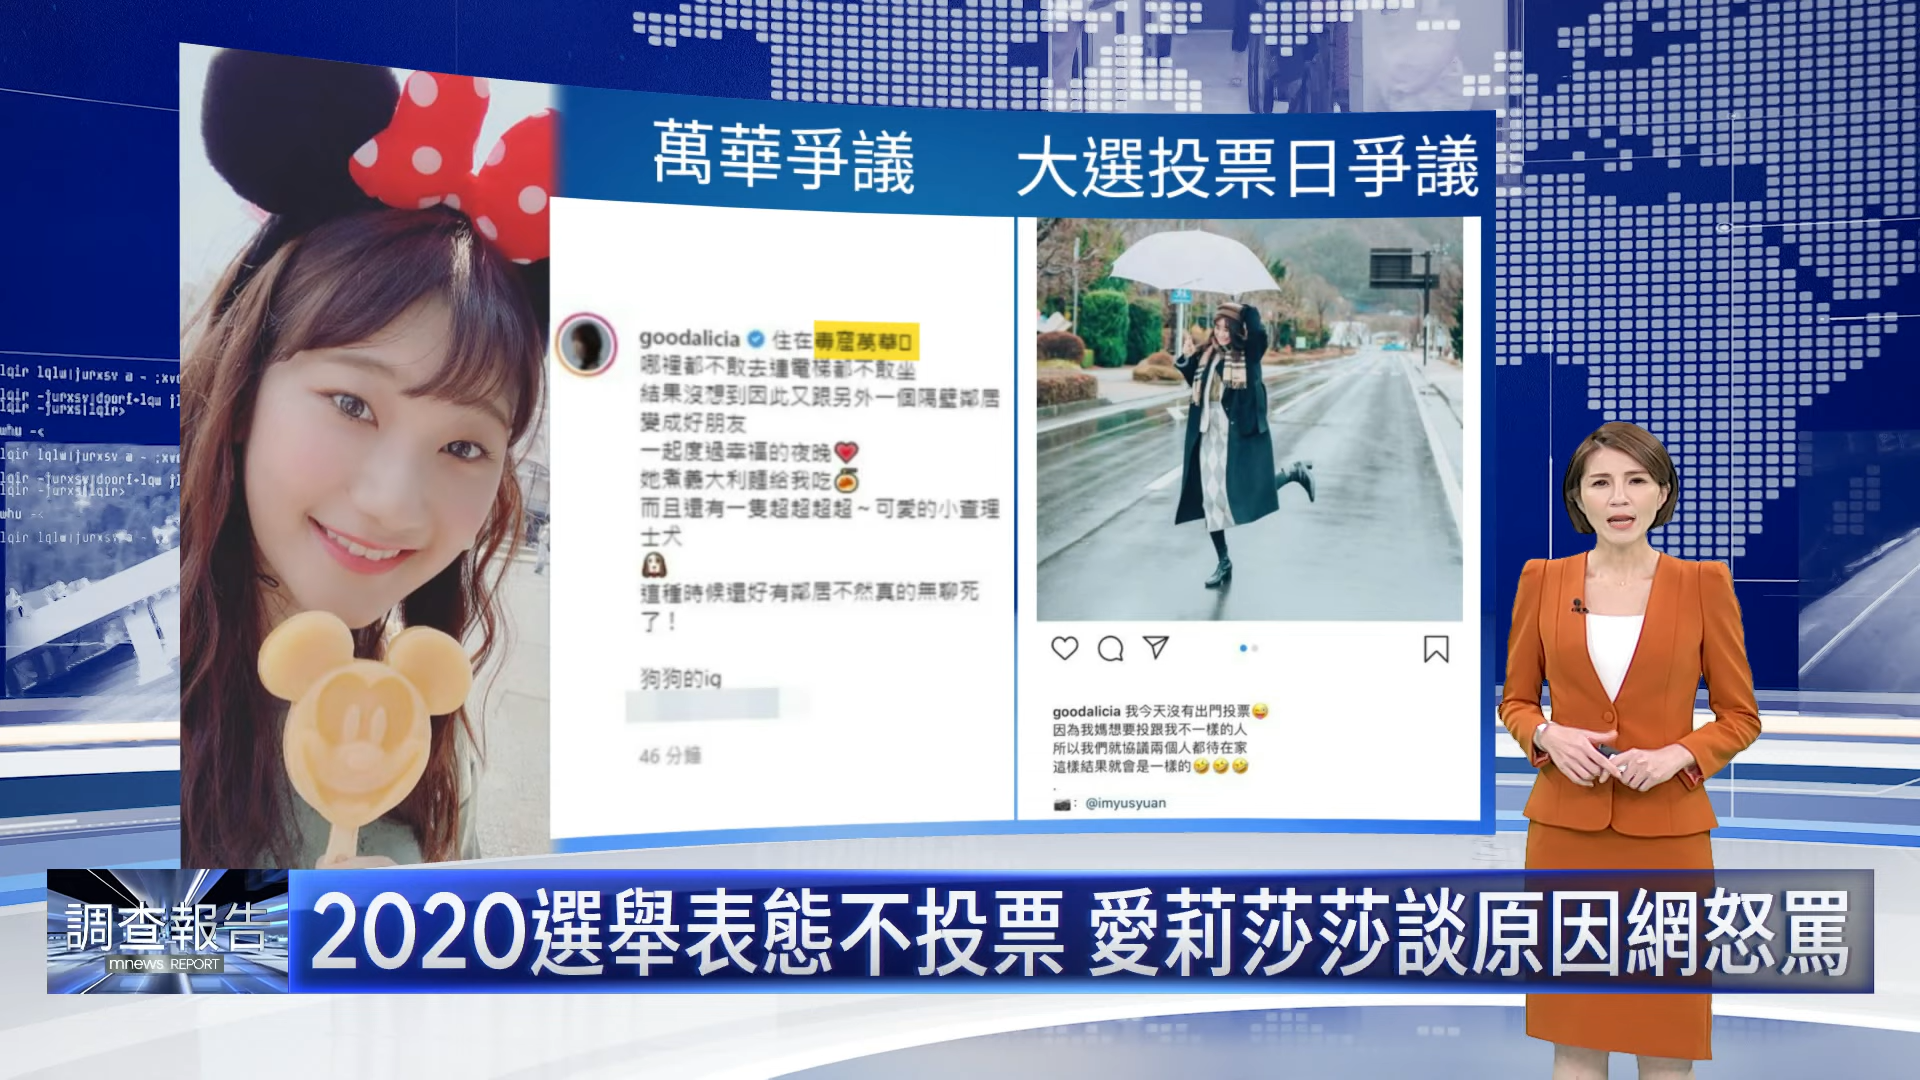 萬華爭議
大選投票日爭議
goodalicia 住在毒窟萬華
哪裡都不敢去連電梯都不敢坐
結果沒想到因此又跟另外一個隔壁鄰居
變成好朋友
一起度過幸福的夜晚❤️
她煮義大利麵給我吃🍝
而且還有一隻超超超超~可愛的小查理
士犬
這種時候還好有鄰居不然真的無聊死
了！
狗狗的ig
46 分鐘
goodalicia 我今天沒有出門投票😜
因為我媽想要投跟我不一樣的人
所以我們就協議兩個人都待在家
這樣結果就會是一樣的🤣🤣🤣
.
📷: @imyusyuan
調查報告
mnews REPORT
2020選舉表態不投票 愛莉莎莎談原因網怒罵